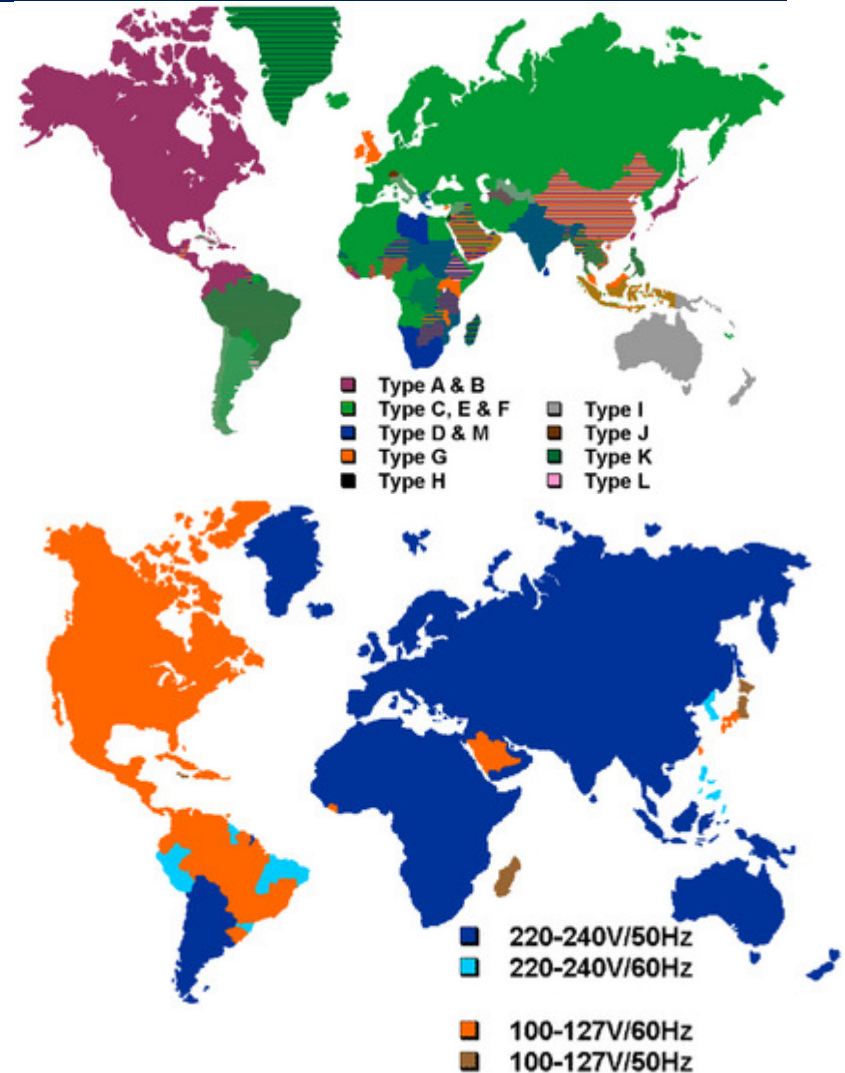 Type A & B
Type C, E & F
Type D & M
Type G
Type H
Type I
Type J
Type K
Type L
220-240V/50Hz
220-240V/60Hz
100-127V/60Hz
100-127V/50Hz